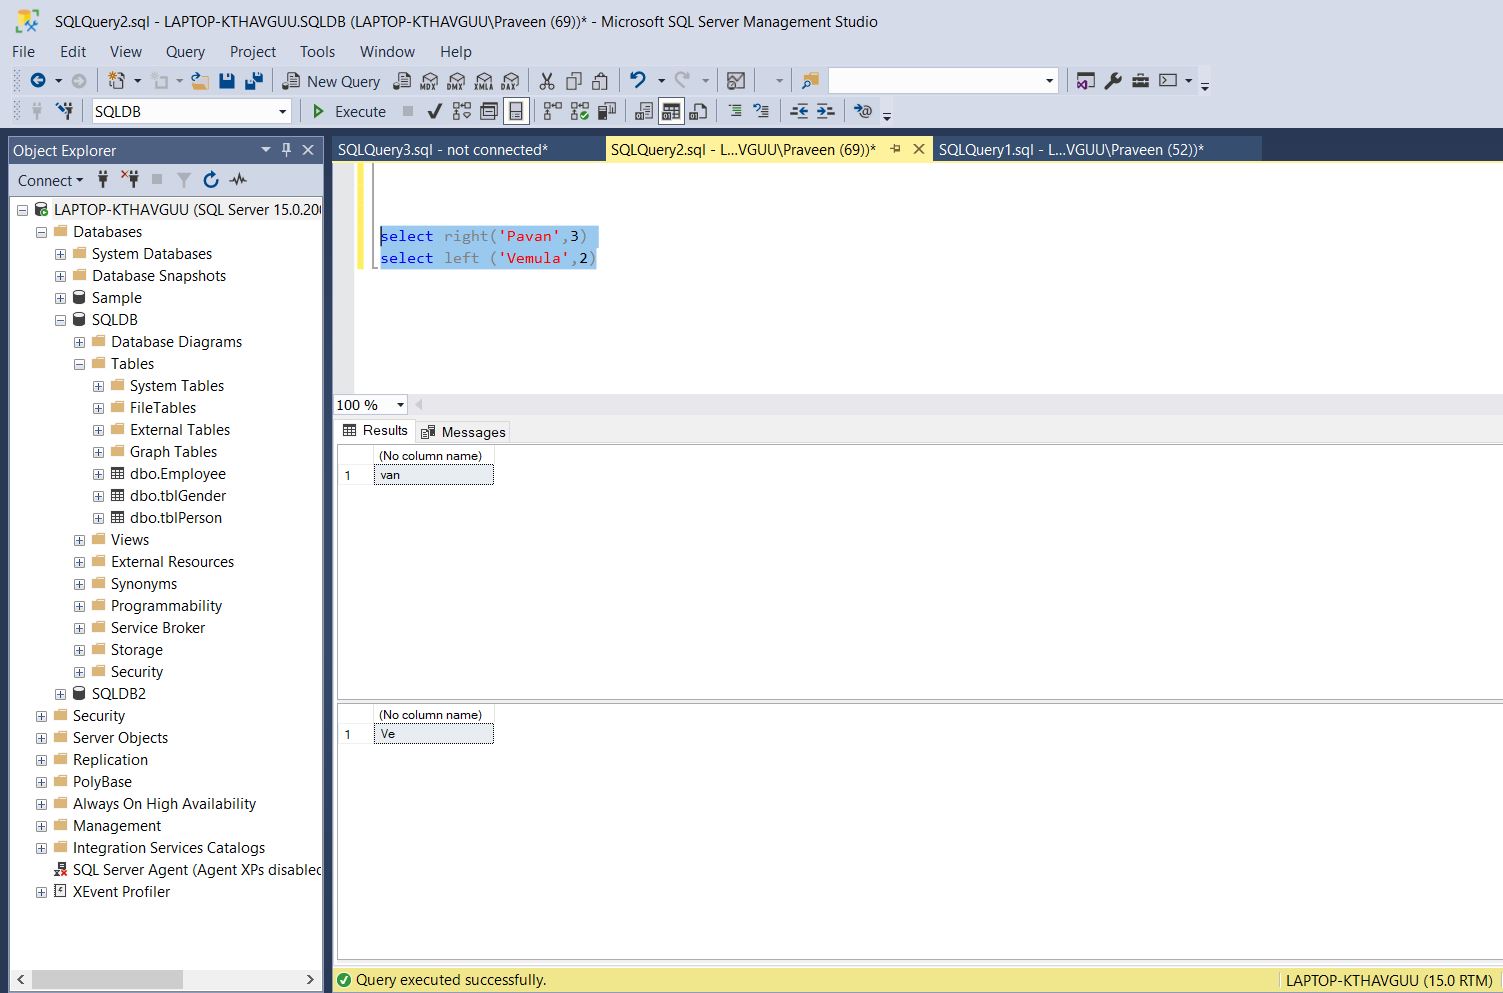 SQLQuery2.sql - LAPTOP-KTHAVGUU.SQLDB (LAPTOP-KTHAVGUU\Praveen (69))* - Microsoft SQL Server Management Studio
File Edit View Query Project Tools Window Help
New Query MDX DMX XMLA DAX
SQLDB Execute
Object Explorer
Connect
LAPTOP-KTHAVGUU (SQL Server 15.0.200
Databases
System Databases
Database Snapshots
Sample
SQLDB
Database Diagrams
Tables
System Tables
FileTables
External Tables
Graph Tables
dbo.Employee
dbo.tblGender
dbo.tblPerson
Views
External Resources
Synonyms
Programmability
Service Broker
Storage
Security
SQLDB2
Security
Server Objects
Replication
PolyBase
Always On High Availability
Management
Integration Services Catalogs
SQL Server Agent (Agent XPs disabled
XEvent Profiler
SQLQuery3.sql - not connected* SQLQuery2.sql - L...VGUU\Praveen (69))* SQLQuery1.sql - L...VGUU\Praveen (52))*
select right('Pavan',3)
select left ('Vemula',2)
100 %
Results Messages
(No column name)
1 van
(No column name)
1 Ve
Query executed successfully. LAPTOP-KTHAVGUU (15.0 RTM)